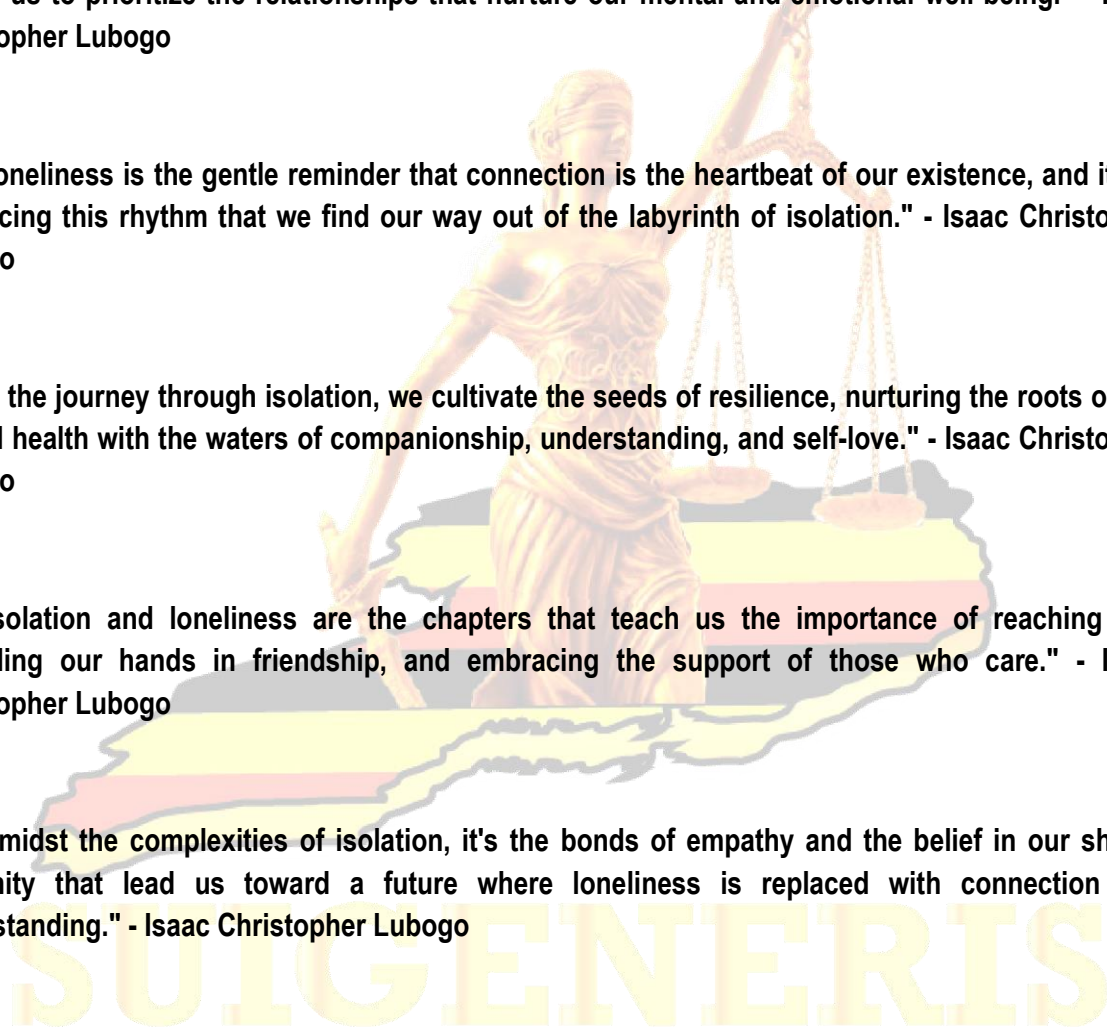 us to prioritize the relationships that nurture our mental and emotional well-being." -
opher Lubogo
oneliness is the gentle reminder that connection is the heartbeat of our existence, and i
cing this rhythm that we find our way out of the labyrinth of isolation." - Isaac Christo
o
the journey through isolation, we cultivate the seeds of resilience, nurturing the roots o
l health with the waters of companionship, understanding, and self-love." - Isaac Christo
o
solation and loneliness are the chapters that teach us the importance of reaching
ding our hands in friendship, and embracing the support of those who care." - I
opher Lubogo
midst the complexities of isolation, it's the bonds of empathy and the belief in our sh
nity that lead us toward a future where loneliness is replaced with connection
standing." - Isaac Christopher Lubogo
SUIGENERIS